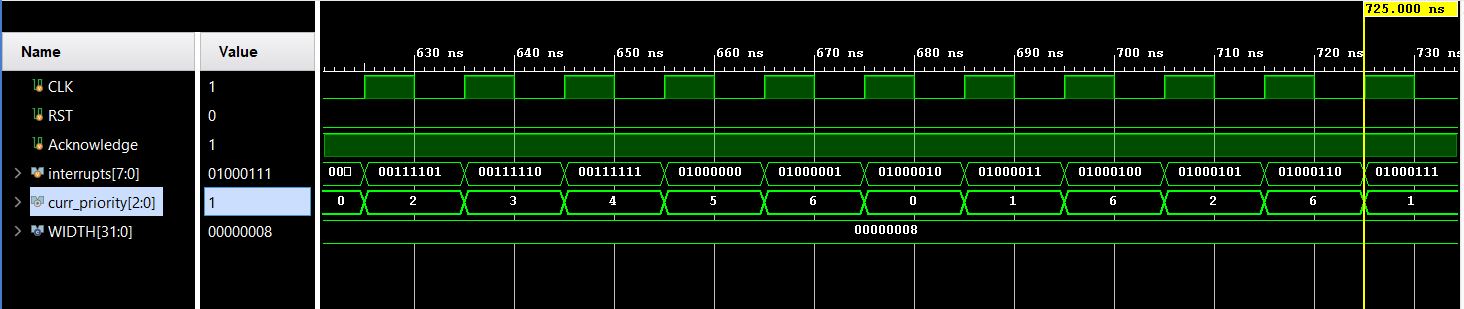 725.000 ns
Name Value
630 ns 640 ns 650 ns 660 ns 670 ns 680 ns 690 ns 700 ns 710 ns 720 ns 730 ns
CLK 1
RST 0
Acknowledge 1
interrupts[7:0] 01000111 00 00111101 00111110 00111111 01000000 01000001 01000010 01000011 01000100 01000101 01000110 01000111
curr_priority[2:0] 1 0 2 3 4 5 6 0 1 6 2 6 1
WIDTH[31:0] 00000008 00000008